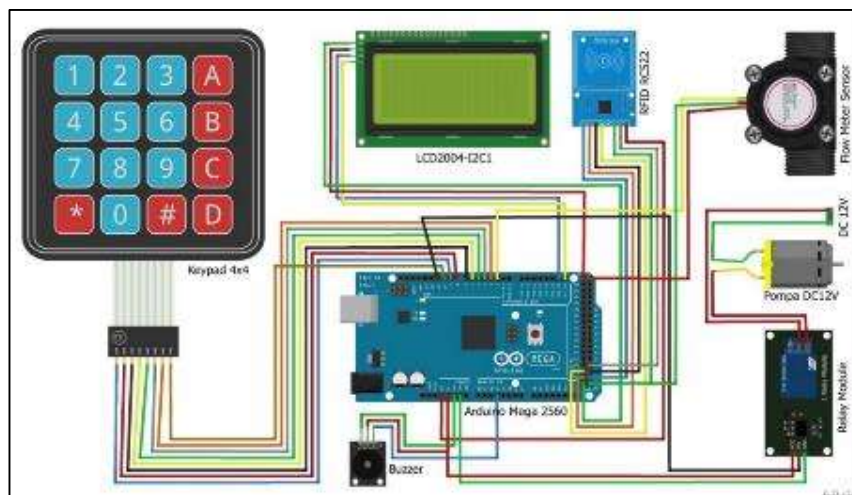 1 2 3 A
4 5 6 B
7 8 9 C
* 0 # D
Keypad 4x4
LCD2004-I2C1
RFID RC522
Flow Meter Sensor
DC 12V
Pompa DC12V
Relay Module
MEGA
Arduino Mega 2560
Buzzer